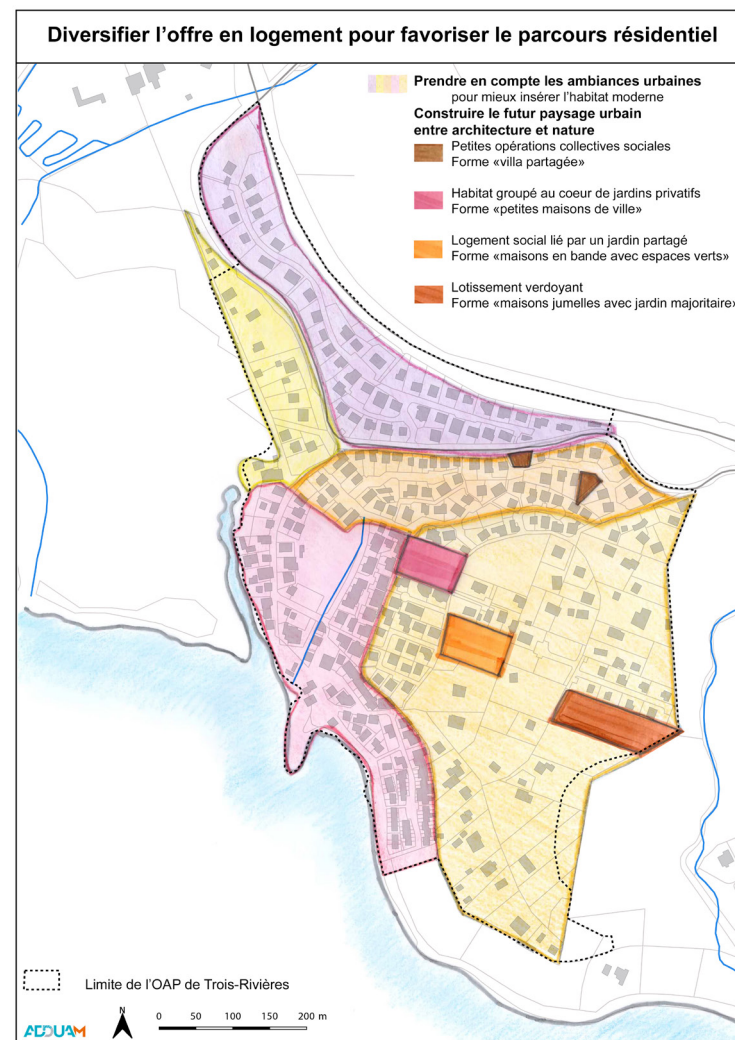 Diversifier l’offre en logement pour favoriser le parcours résidentiel
Prendre en compte les ambiances urbaines
pour mieux insérer l’habitat moderne
Construire le futur paysage urbain
entre architecture et nature
Petites opérations collectives sociales
Forme «villa partagée»
Habitat groupé au coeur de jardins privatifs
Forme «petites maisons de ville»
Logement social lié par un jardin partagé
Forme «maisons en bande avec espaces verts»
Lotissement verdoyant
Forme «maisons jumelles avec jardin majoritaire»
Limite de l’OAP de Trois-Rivières
ADDUAM
N
0 50 100 150 200 m